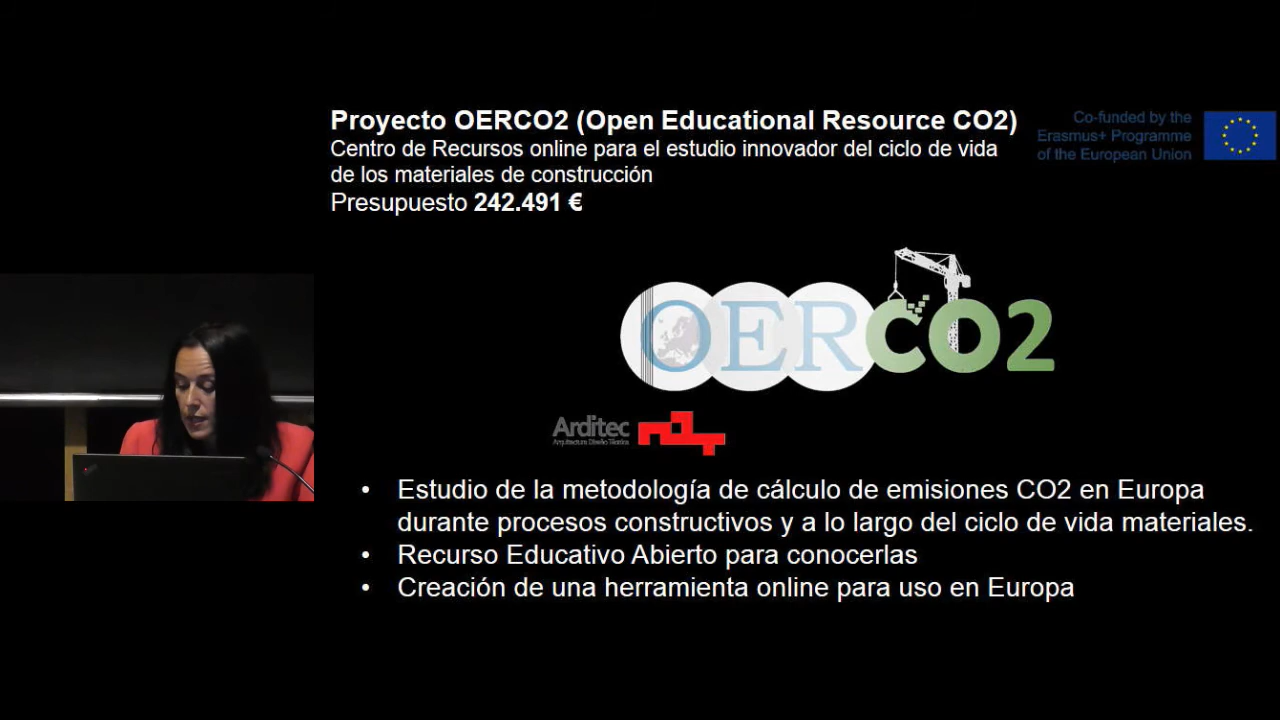 Proyecto OERCO2 (Open Educational Resource CO2)
Centro de Recursos online para el estudio innovador del ciclo de vida
de los materiales de construcción
Presupuesto 242.491 €
Co-funded by the
Erasmus+ Programme
of the European Union
OERCO2
Arditec
Arquitectura Diseño Técnica
• Estudio de la metodología de cálculo de emisiones CO2 en Europa
durante procesos constructivos y a lo largo del ciclo de vida materiales.
• Recurso Educativo Abierto para conocerlas
• Creación de una herramienta online para uso en Europa